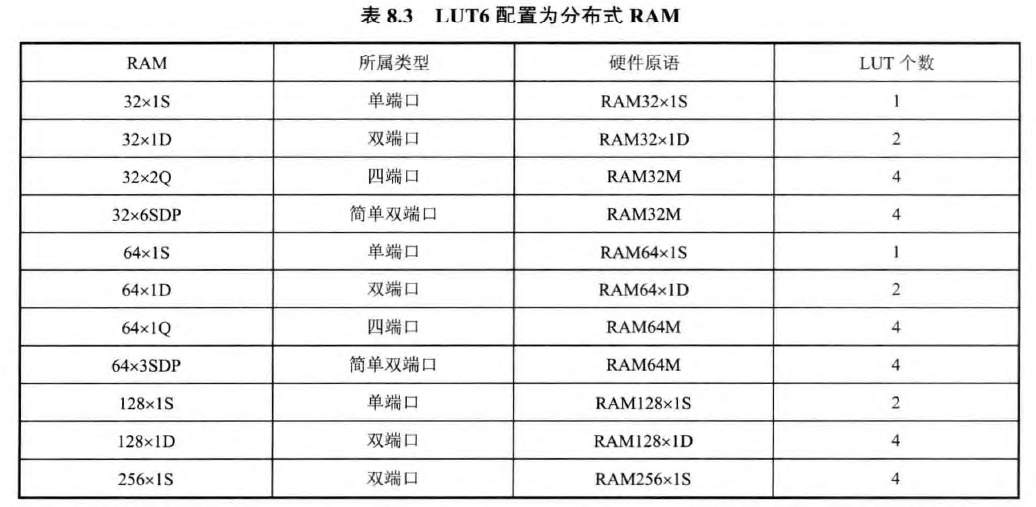 表 8.3 LUT6 配置为分布式 RAM
RAM 所属类型 硬件原语 LUT 个数
32×1S 单端口 RAM32×1S 1
32×1D 双端口 RAM32×1D 2
32×2Q 四端口 RAM32M 4
32×6SDP 简单双端口 RAM32M 4
64×1S 单端口 RAM64×1S 1
64×1D 双端口 RAM64×1D 2
64×1Q 四端口 RAM64M 4
64×3SDP 简单双端口 RAM64M 4
128×1S 单端口 RAM128×1S 2
128×1D 双端口 RAM128×1D 4
256×1S 双端口 RAM256×1S 4